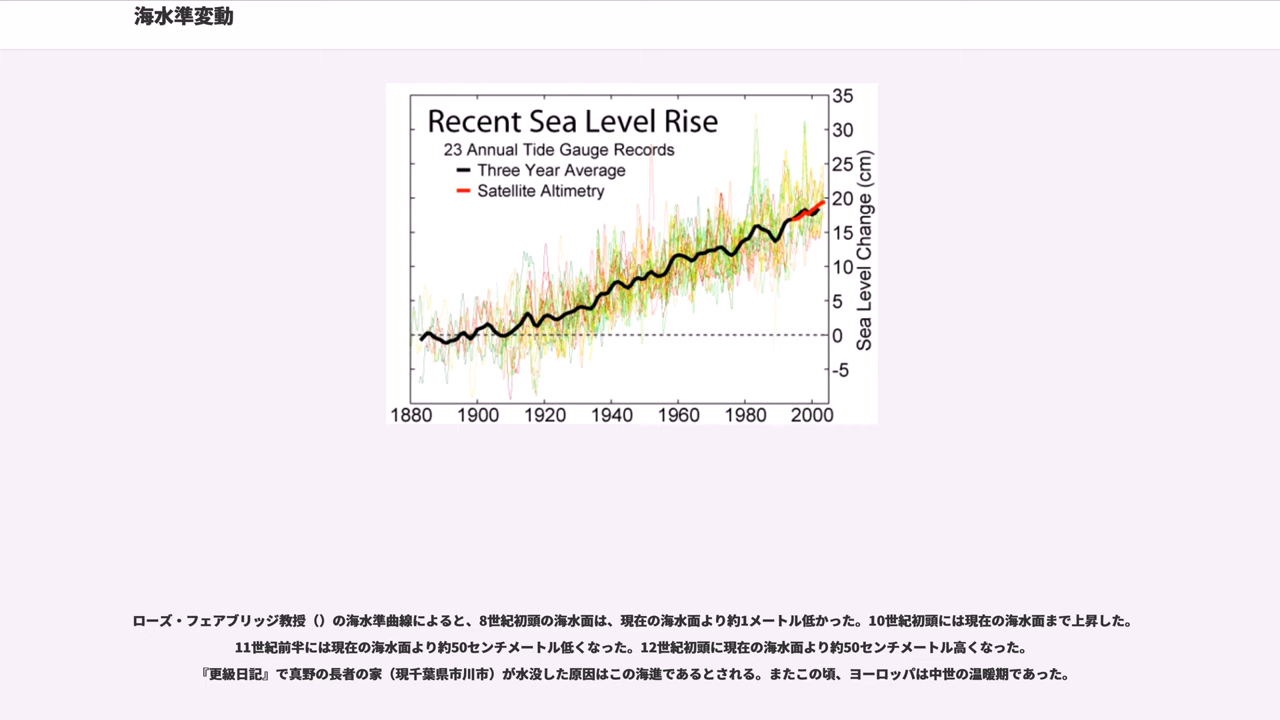 海水準変動
Recent Sea Level Rise
23 Annual Tide Gauge Records
Three Year Average
Satellite Altimetry
35
30
25
20
15
10
5
0
-5
Sea Level Change (cm)
1880 1900 1920 1940 1960 1980 2000
ローズ・フェアブリッジ教授（）の海水準曲線によると、8世紀初頭の海水面は、現在の海水面より約1メートル低かった。10世紀初頭には現在の海水面まで上昇した。
11世紀前半には現在の海水面より約50センチメートル低くなった。12世紀初頭に現在の海水面より約50センチメートル高くなった。
『更級日記』で真野の長者の家（現千葉県市川市）が水没した原因はこの海進であるとされる。またこの頃、ヨーロッパは中世の温暖期であった。